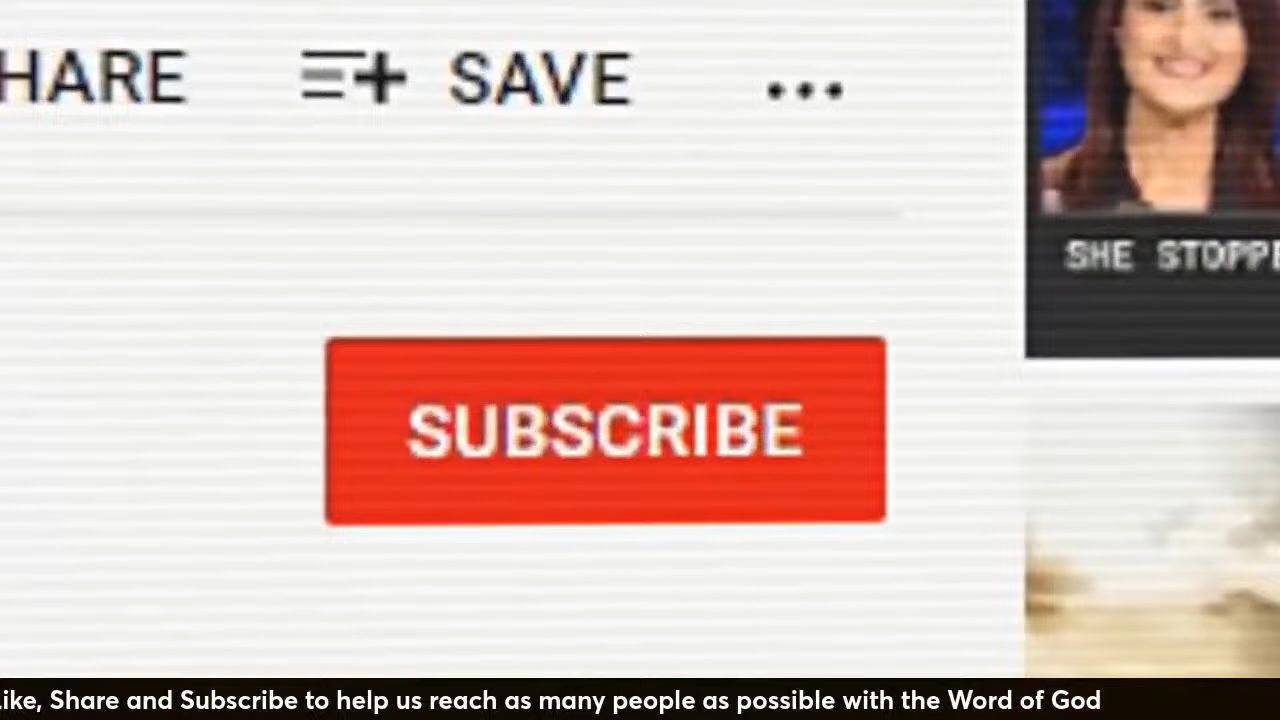 HARE SAVE
SHE STOPPE
SUBSCRIBE
Like, Share and Subscribe to help us reach as many people as possible with the Word of God